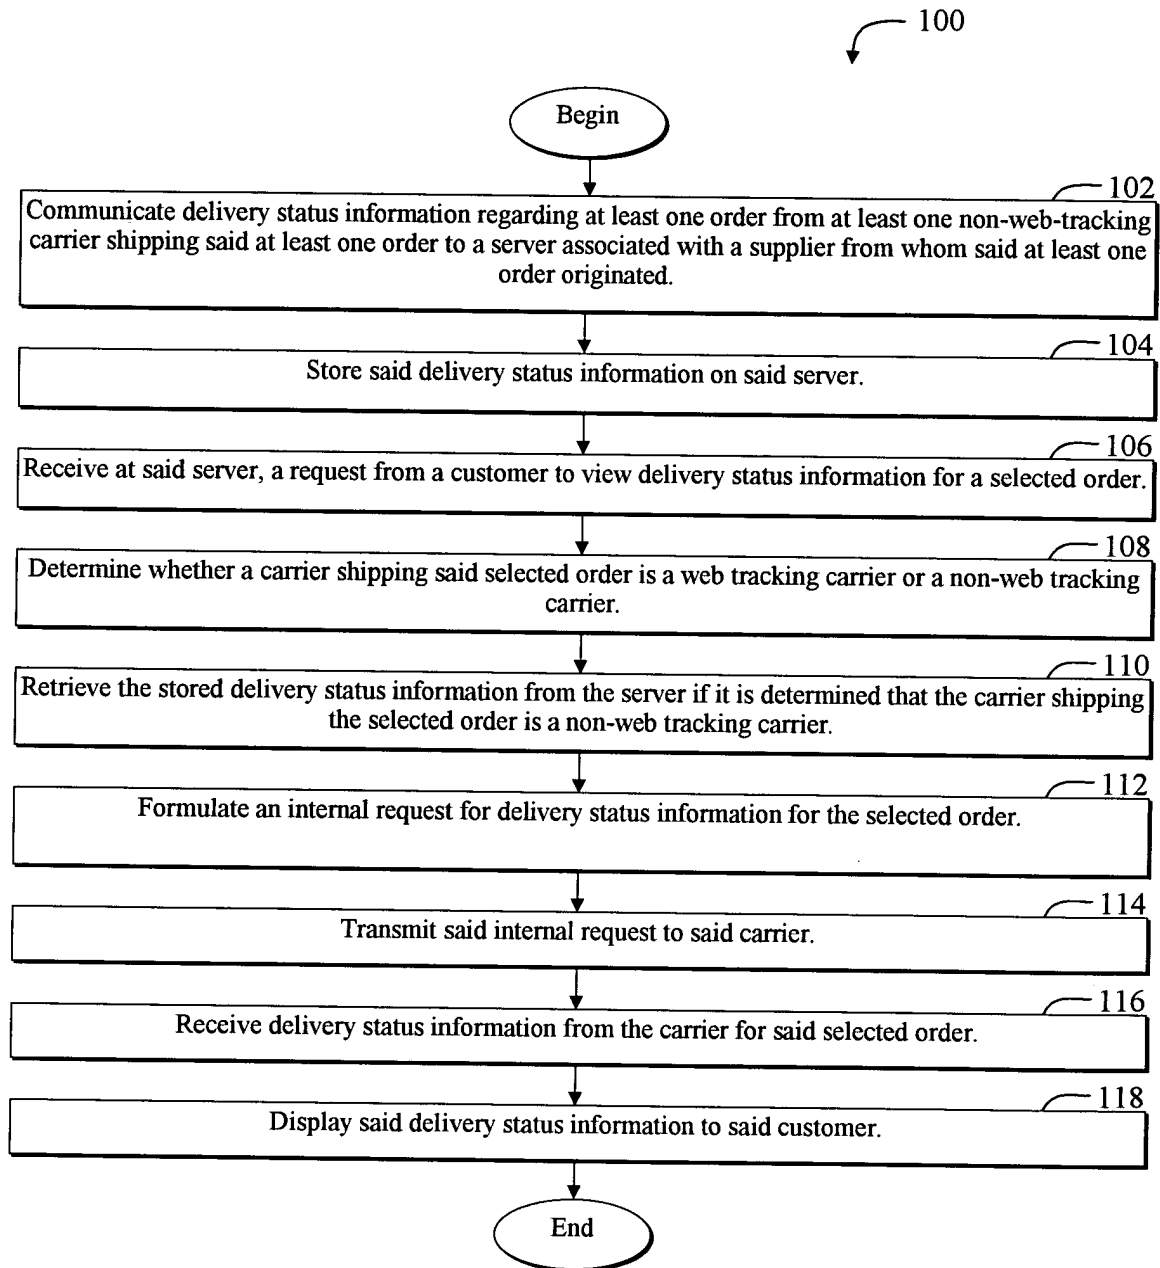 100
Begin
102
Communicate delivery status information regarding at least one order from at least one non-web-tracking
carrier shipping said at least one order to a server associated with a supplier from whom said at least one
order originated.
104
Store said delivery status information on said server.
106
Receive at said server, a request from a customer to view delivery status information for a selected order.
108
Determine whether a carrier shipping said selected order is a web tracking carrier or a non-web tracking
carrier.
110
Retrieve the stored delivery status information from the server if it is determined that the carrier shipping
the selected order is a non-web tracking carrier.
112
Formulate an internal request for delivery status information for the selected order.
114
Transmit said internal request to said carrier.
116
Receive delivery status information from the carrier for said selected order.
118
Display said delivery status information to said customer.
End